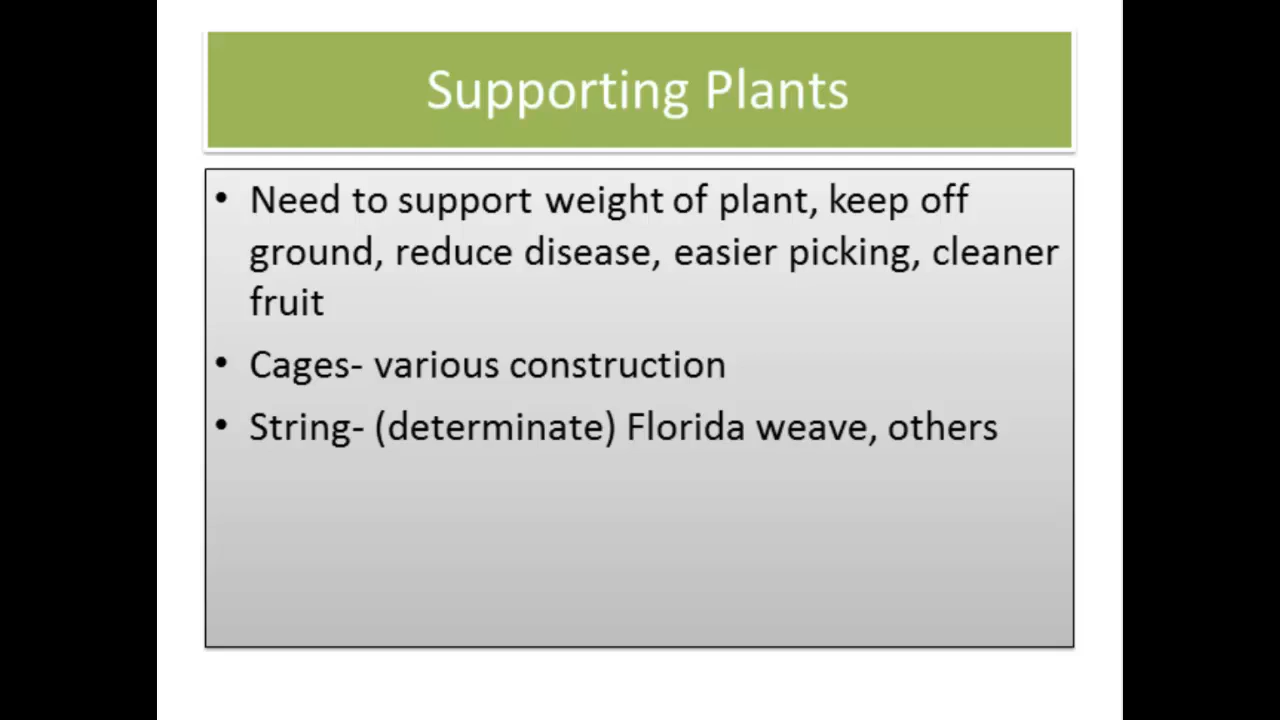 Supporting Plants
• Need to support weight of plant, keep off
ground, reduce disease, easier picking, cleaner
fruit
• Cages- various construction
• String- (determinate) Florida weave, others